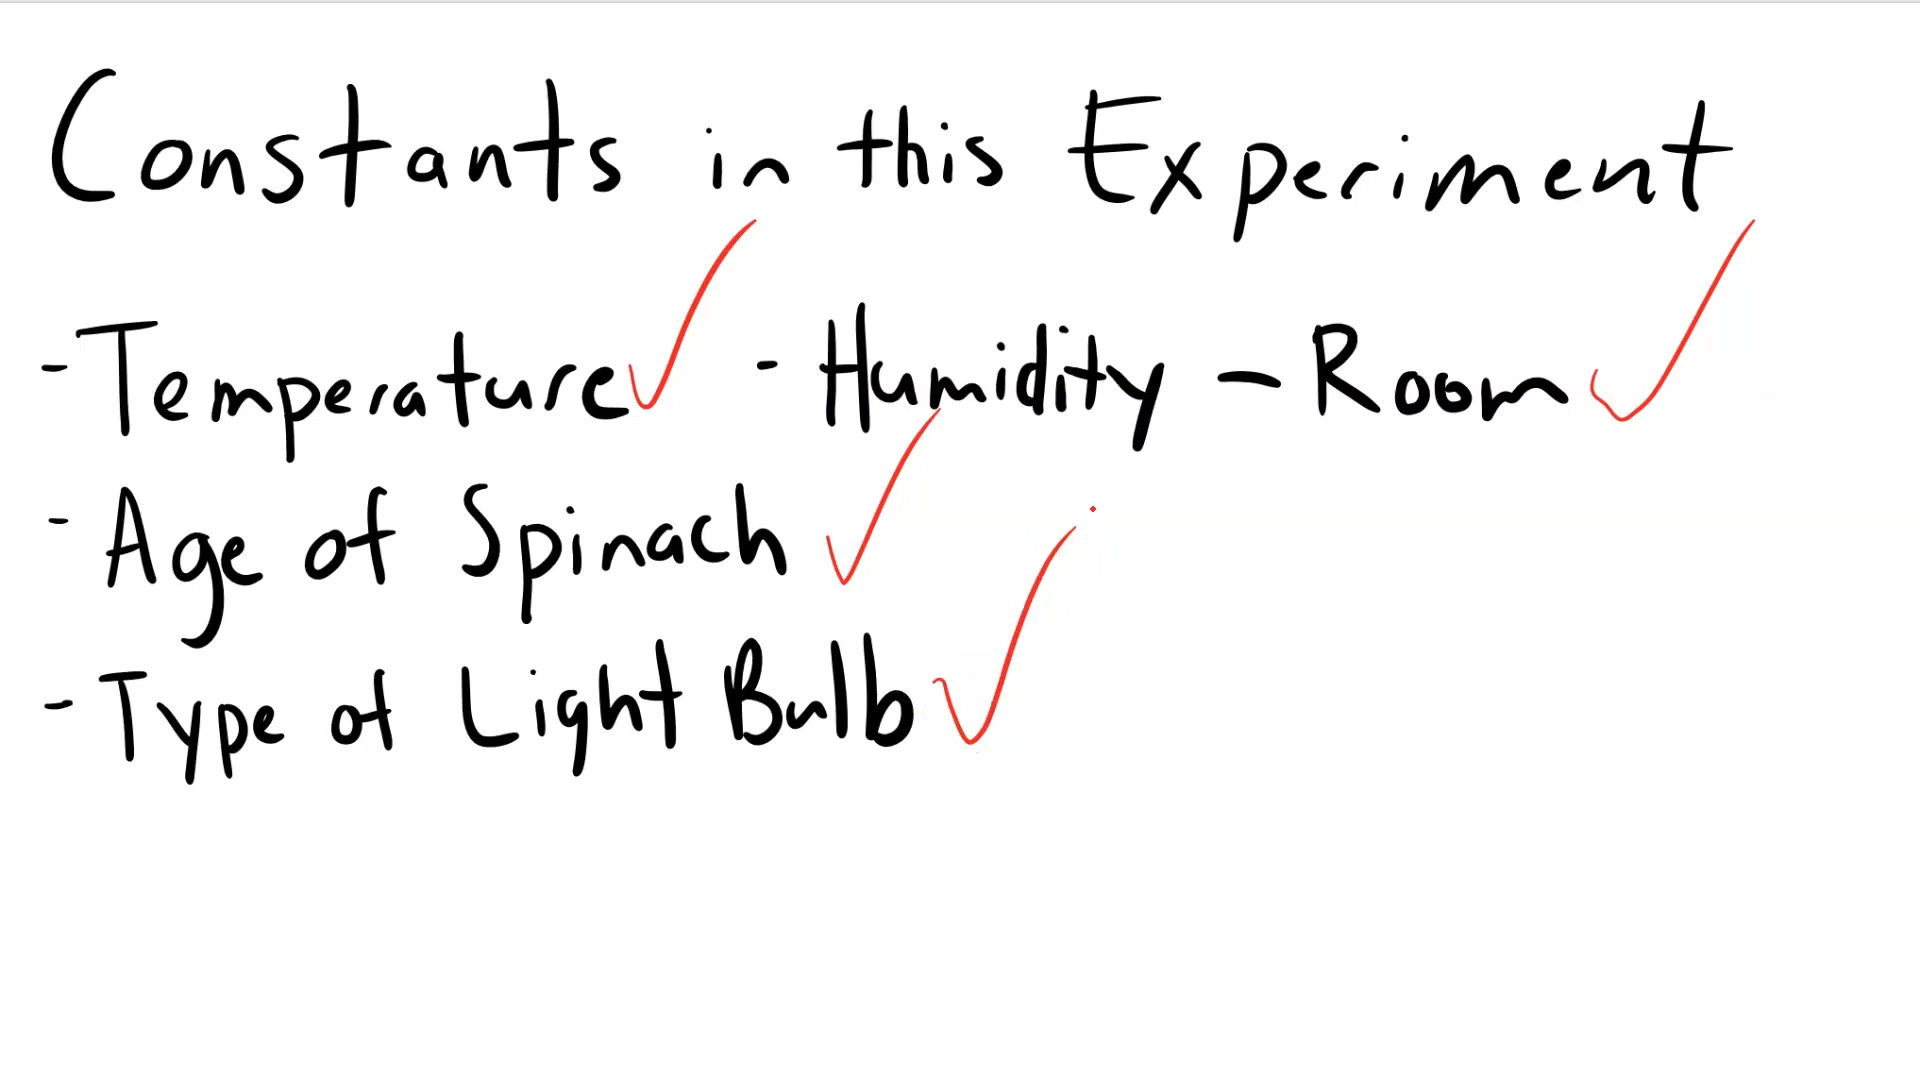 Constants in this Experiment
- Temperature - Humidity - Room
- Age of Spinach
- Type of Light Bulb